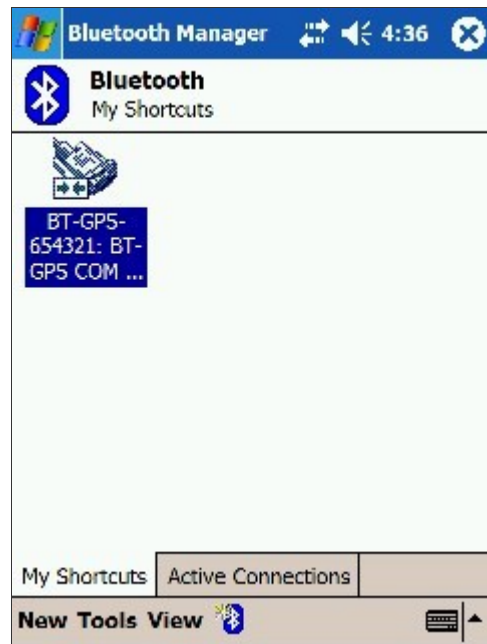 Bluetooth Manager 4:36
Bluetooth
My Shortcuts
BT-GPS-
654321: BT-
GPS COM ...
My Shortcuts Active Connections
New Tools View